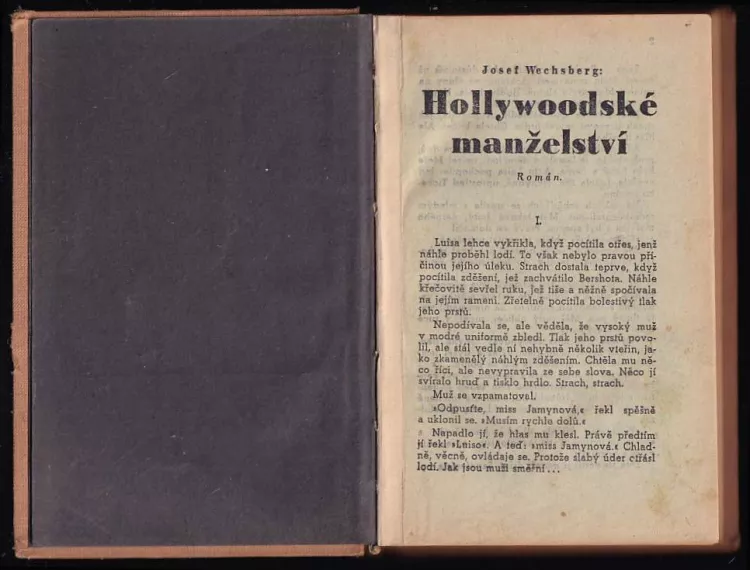 Josef Wechsberg:
Hollywoodské
manželství
Román.
I.
Luisa lehce vykřikla, když pocítila otřes, jenž
náhle proběhl lodí. To však nebylo pravou pří-
činou jejího úleku. Strach dostala teprve, když
pocítila zděšení, jež zachvátilo Bershota. Náhle
křečovitě sevřel ruku, jež tiše a něžně spočívala
na jejím rameni. Zřetelně pocítila bolestivý tlak
jeho prstů.
Nepodívala se, ale věděla, že vysoký muž
v modré uniformě zbledl. Tlak jeho prstů povo-
lil, ale stál vedle ní nehybně několik vteřin, ja-
ko zkamenělý náhlým zděšením. Chtěla mu ně-
co říci, ale nevypravila ze sebe slova. Něco jí
svíralo hruď a tisklo hrdlo. Strach, strach.
Muž se vzpamatoval.
»Odpusťte, miss Jamynová,« řekl spěšně
a uklonil se. »Musím rychle dolů.«
Napadlo jí, že hlas mu klesl. Právě předtím
jí řekl »Luiso«. A teď: »miss Jamynová.« Chlad-
ně, věcně, ovládaje se. Protože slabý úder otřásl
lodí. Jak jsou muži směšní ...